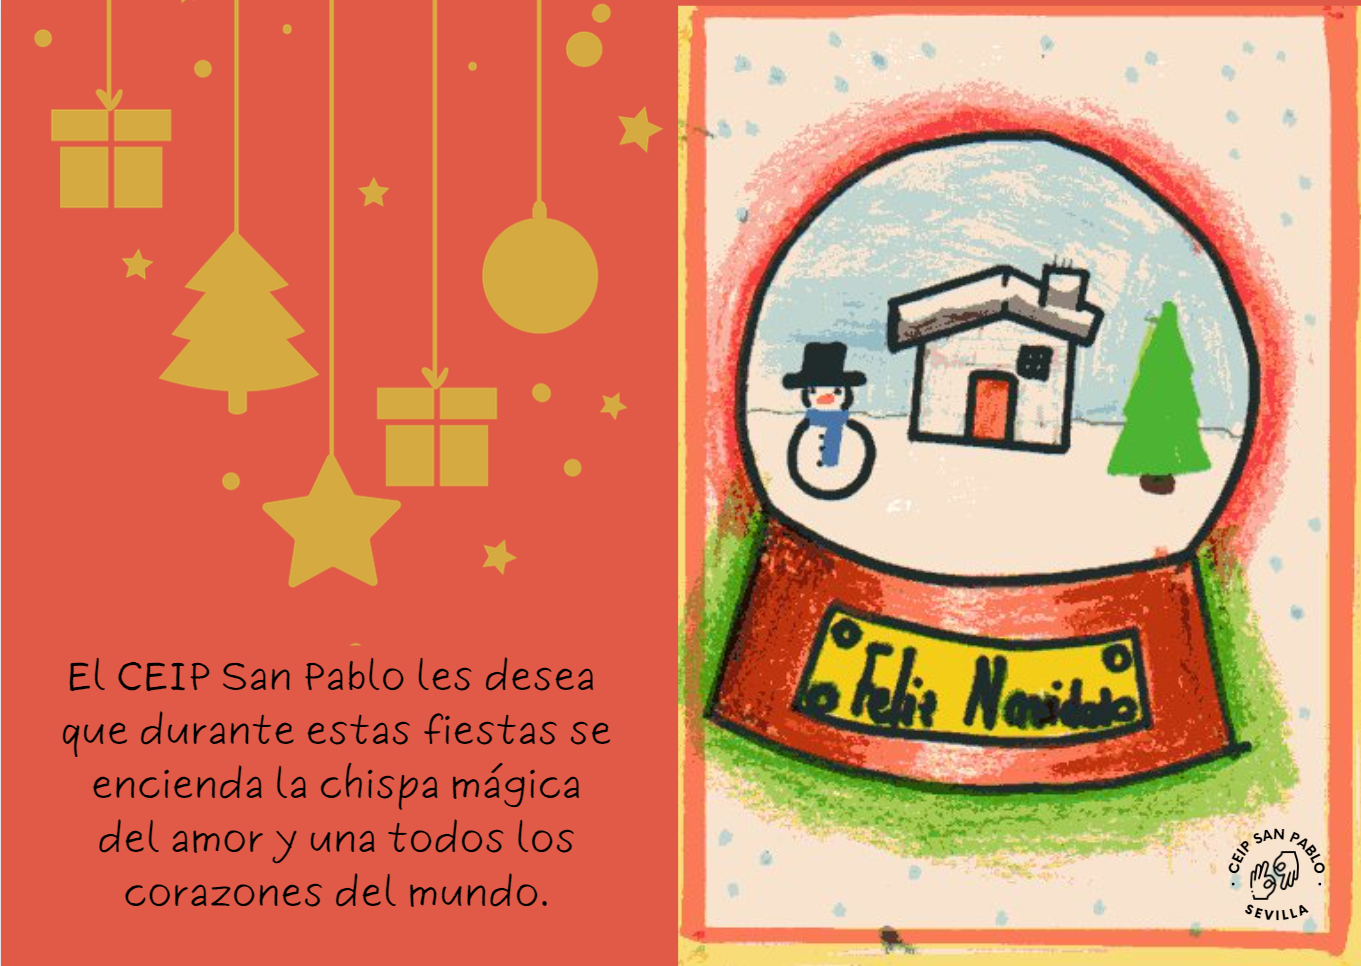 El CEIP San Pablo les desea
que durante estas fiestas se
encienda la chispa mágica
del amor y una todos los
corazones del mundo.
Feliz Navidad
· CEIP SAN PABLO ·
SEVILLA